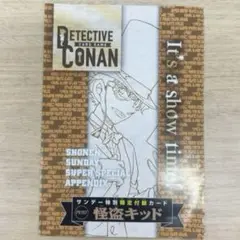 DETECTIVE
CARD GAME
CONAN
It's a show time!
SHONEN
SUNDAY
SUPER SPECIAL
APPENDIX
サンデー特製限定付録カード
怪盗キッド